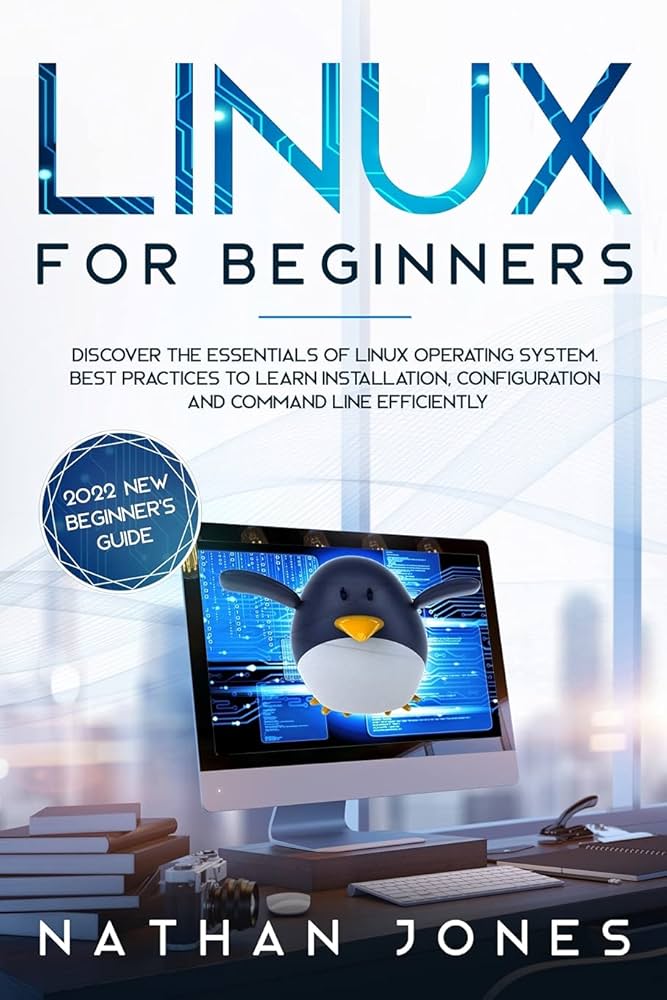 LINUX
FOR BEGINNERS
DISCOVER THE ESSENTIALS OF LINUX OPERATING SYSTEM.
BEST PRACTICES TO LEARN INSTALLATION, CONFIGURATION
AND COMMAND LINE EFFICIENTLY
2022 NEW
BEGINNER'S
GUIDE
NATHAN JONES